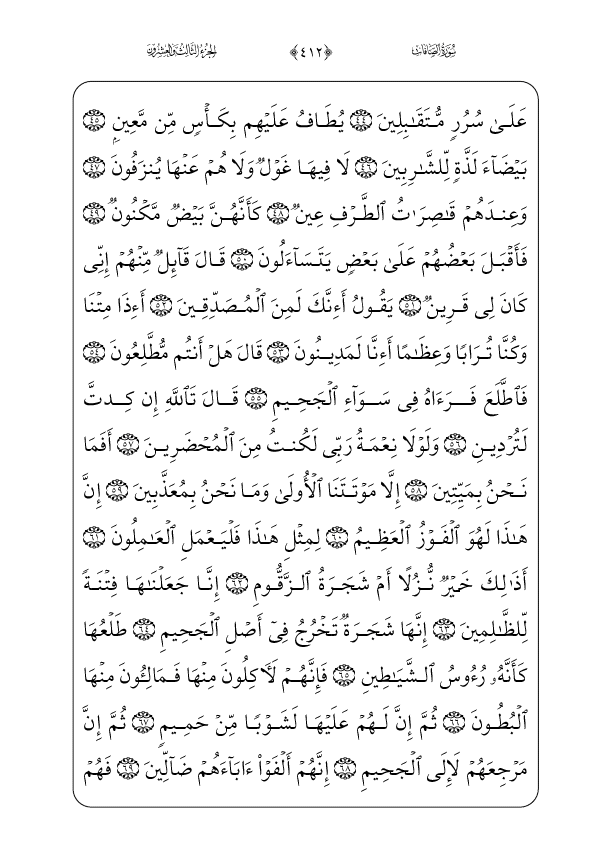 سُورَةُ الصَّافَّاتِ ﴿٤١٢﴾ الجزء الثالث والعشرون
عَلَىٰ سُرُرٍ مُّتَقَـٰبِلِينَ ٤٤ يُطَافُ عَلَيْهِم بِكَأْسٍ مِّن مَّعِينٍۭ ٤٥
بَيْضَآءَ لَذَّةٍ لِّلشَّـٰرِبِينَ ٤٦ لَا فِيهَا غَوْلٌ وَلَا هُمْ عَنْهَا يُنزَفُونَ ٤٧
وَعِندَهُمْ قَـٰصِرَٰتُ ٱلطَّرْفِ عِينٌ ٤٨ كَأَنَّهُنَّ بَيْضٌ مَّكْنُونٌ ٤٩
فَأَقْبَلَ بَعْضُهُمْ عَلَىٰ بَعْضٍ يَتَسَآءَلُونَ ٥٠ قَالَ قَآئِلٌ مِّنْهُمْ إِنِّى
كَانَ لِى قَرِينٌ ٥١ يَقُولُ أَءِنَّكَ لَمِنَ ٱلْمُصَدِّقِينَ ٥٢ أَءِذَا مِتْنَا
وَكُنَّا تُرَابًا وَعِظَـٰمًا أَءِنَّا لَمَدِينُونَ ٥٣ قَالَ هَلْ أَنتُم مُّطَّلِعُونَ ٥٤
فَٱطَّلَعَ فَرَءَاهُ فِى سَوَآءِ ٱلْجَحِيمِ ٥٥ قَالَ تَٱللَّهِ إِن كِدتَّ
لَتُرْدِينِ ٥٦ وَلَوْلَا نِعْمَةُ رَبِّى لَكُنتُ مِنَ ٱلْمُحْضَرِينَ ٥٧ أَفَمَا
نَحْنُ بِمَيِّتِينَ ٥٨ إِلَّا مَوْتَتَنَا ٱلْأُولَىٰ وَمَا نَحْنُ بِمُعَذَّبِينَ ٥٩ إِنَّ
هَـٰذَا لَهُوَ ٱلْفَوْزُ ٱلْعَظِيمُ ٦٠ لِمِثْلِ هَـٰذَا فَلْيَعْمَلِ ٱلْعَـٰمِلُونَ ٦١
أَذَٰلِكَ خَيْرٌ نُّزُلًا أَمْ شَجَرَةُ ٱلزَّقُّومِ ٦٢ إِنَّا جَعَلْنَـٰهَا فِتْنَةً
لِّلظَّـٰلِمِينَ ٦٣ إِنَّهَا شَجَرَةٌ تَخْرُجُ فِىٓ أَصْلِ ٱلْجَحِيمِ ٦٤ طَلْعُهَا
كَأَنَّهُۥ رُءُوسُ ٱلشَّيَـٰطِينِ ٦٥ فَإِنَّهُمْ لَـَٔاكِلُونَ مِنْهَا فَمَالِـُٔونَ مِنْهَا
ٱلْبُطُونَ ٦٦ ثُمَّ إِنَّ لَهُمْ عَلَيْهَا لَشَوْبًا مِّنْ حَمِيمٍ ٦٧ ثُمَّ إِنَّ
مَرْجِعَهُمْ لَإِلَى ٱلْجَحِيمِ ٦٨ إِنَّهُمْ أَلْفَوْا۟ ءَابَآءَهُمْ ضَآلِّينَ ٦٩ فَهُمْ